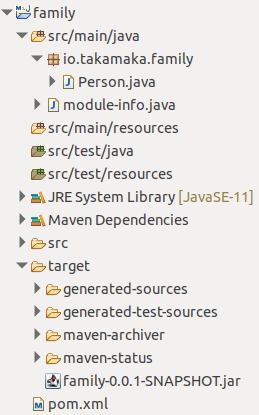 family
src/main/java
io.takamaka.family
Person.java
module-info.java
src/main/resources
src/test/java
src/test/resources
JRE System Library [JavaSE-11]
Maven Dependencies
src
target
generated-sources
generated-test-sources
maven-archiver
maven-status
family-0.0.1-SNAPSHOT.jar
pom.xml